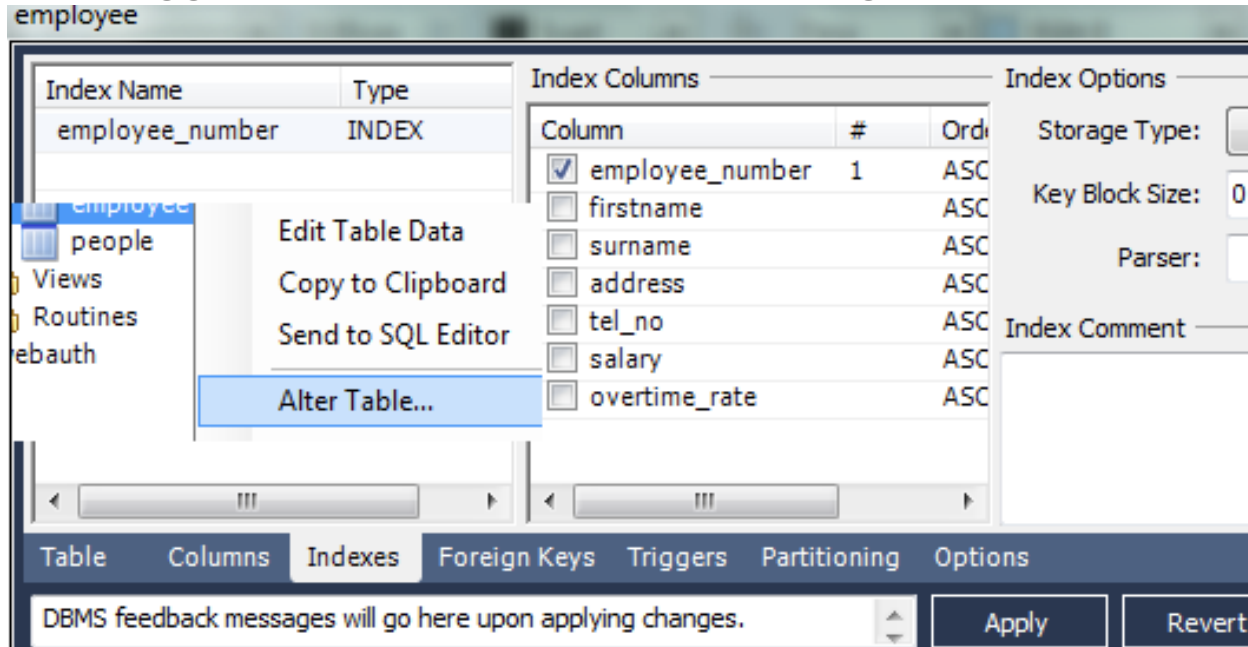 employee
Index Name Type
employee_number INDEX
Index Columns
Column #
employee_number 1 ASC
firstname ASC
surname ASC
address ASC
tel_no ASC
salary ASC
overtime_rate ASC
Index Options
Storage Type:
Key Block Size: 0
Parser:
Index Comment
employee
people
Views
Routines
Edit Table Data
Copy to Clipboard
Send to SQL Editor
Alter Table...
Table Columns Indexes Foreign Keys Triggers Partitioning Options
DBMS feedback messages will go here upon applying changes.
Apply Revert